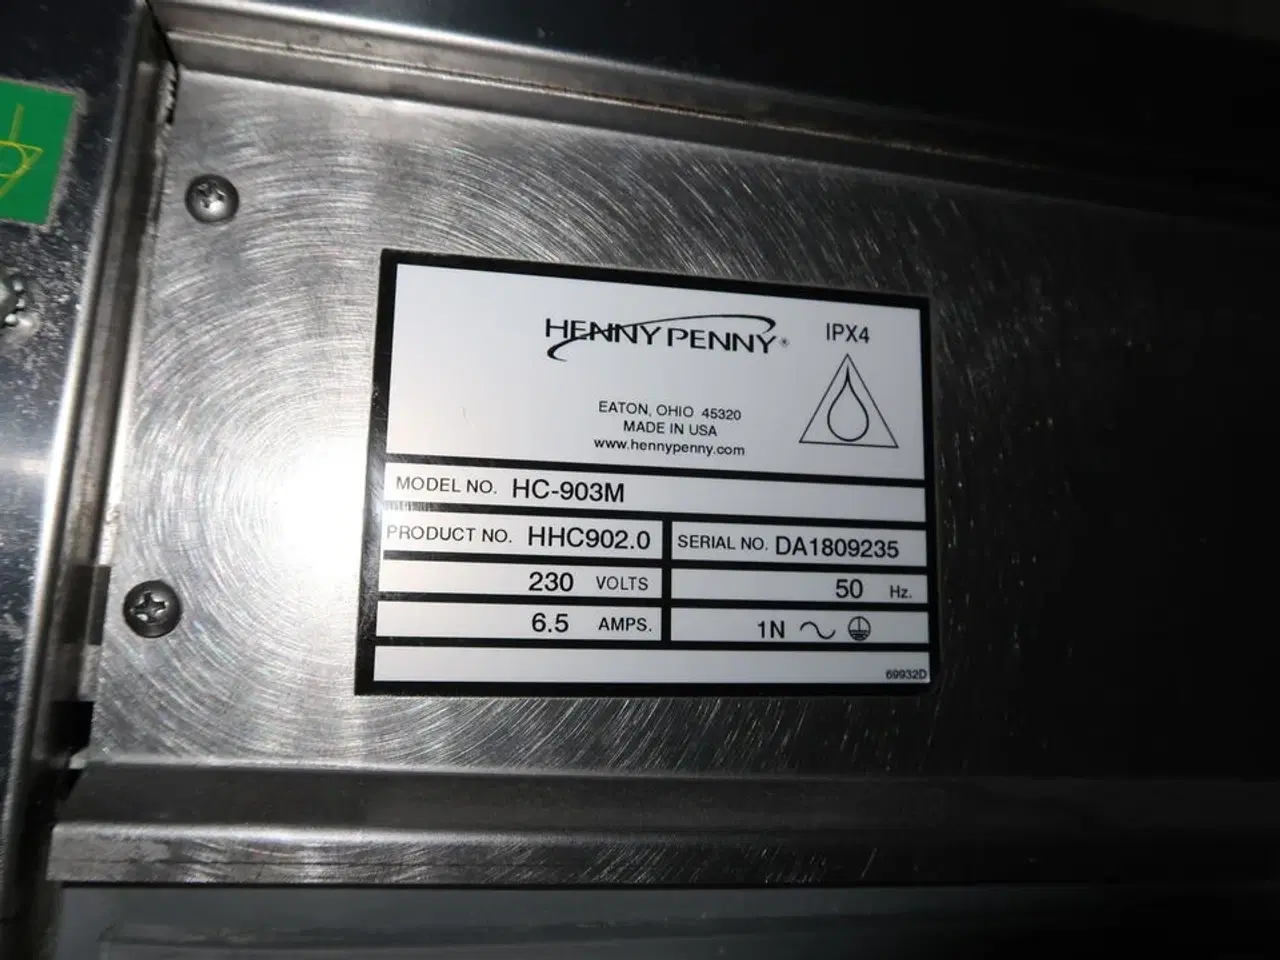 HENNY PENNY®
IPX4
EATON, OHIO 45320
MADE IN USA
www.hennypenny.com
MODEL NO. HC-903M
PRODUCT NO. HHC902.0
SERIAL NO. DA1809235
230 VOLTS
50 Hz.
6.5 AMPS.
1N
69932D